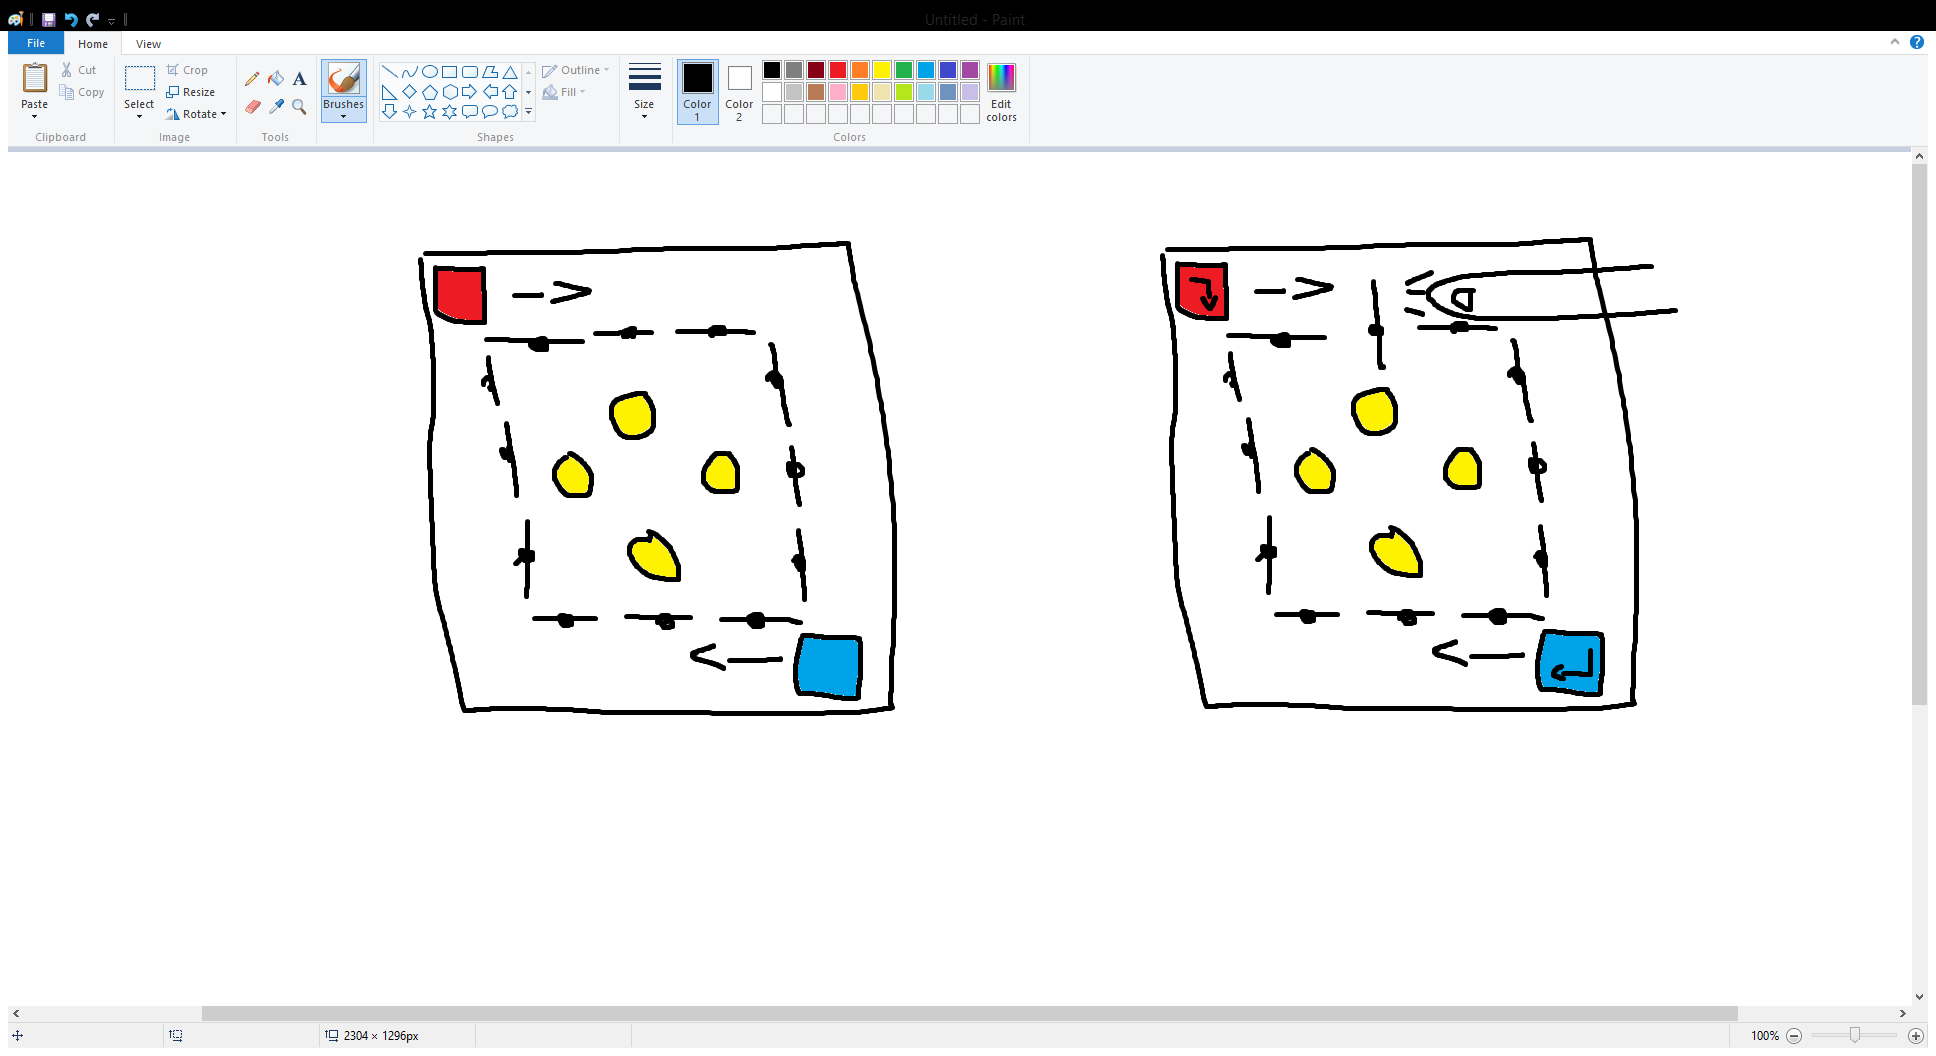 Untitled - Paint
File Home View
Paste Cut Copy Select Crop Resize Rotate A Brushes Outline Fill Size Color 1 Color 2 Edit colors
Clipboard Image Tools Shapes Colors
2304 × 1296px 100%